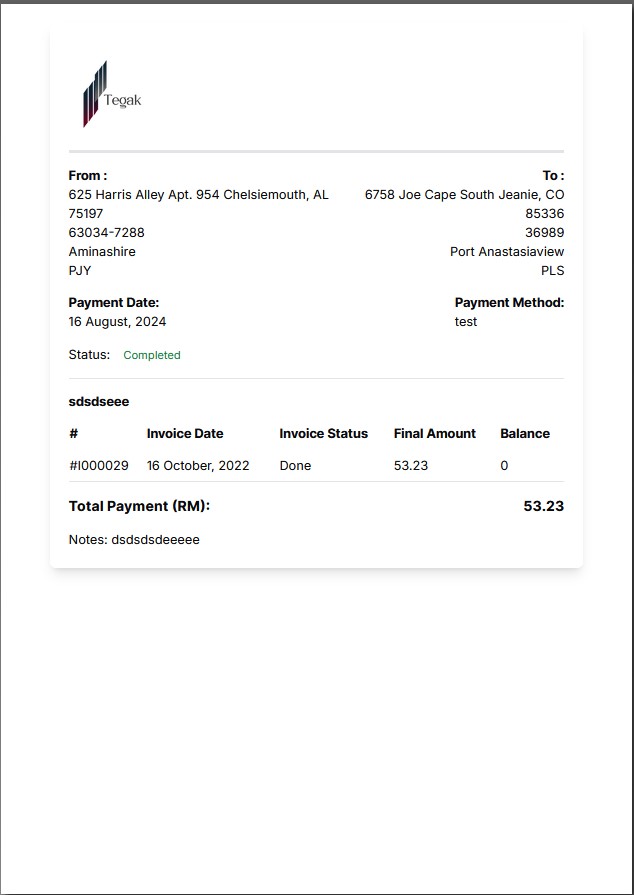 Tegak
From :
625 Harris Alley Apt. 954 Chelsiemouth, AL
75197
63034-7288
Aminashire
PJY
To :
6758 Joe Cape South Jeanie, CO
85336
36989
Port Anastasiaview
PLS
Payment Date:
16 August, 2024
Payment Method:
test
Status: Completed
sdsdseee
# Invoice Date Invoice Status Final Amount Balance
#I000029 16 October, 2022 Done 53.23 0
Total Payment (RM): 53.23
Notes: dsdsdsdeeeee